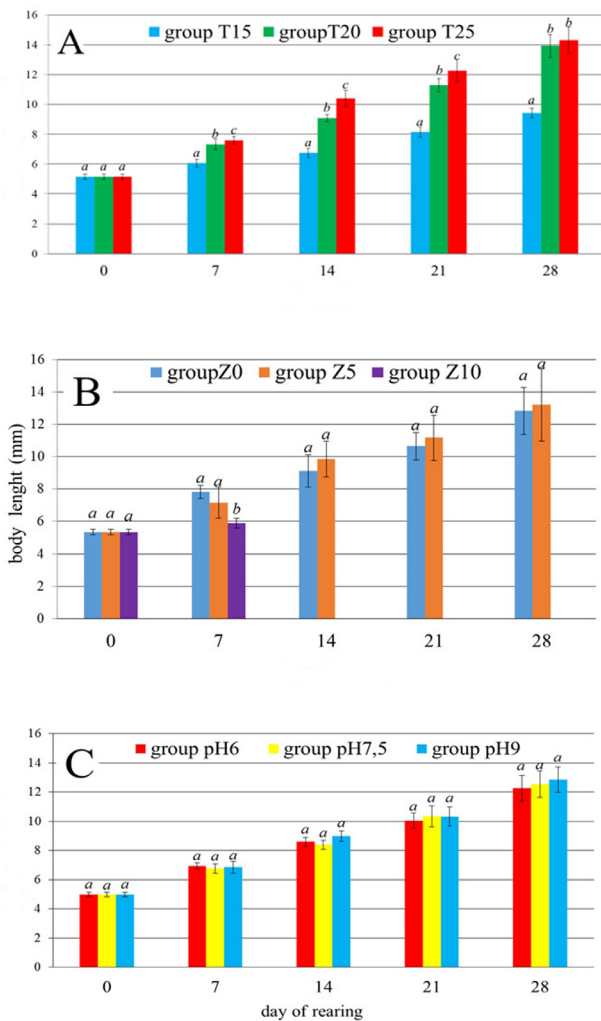 A
group T15 groupT20 group T25
16
14
12
10
8
6
4
2
0
a a a
a b c
a b c
a b c
a b b
0 7 14 21 28
B
groupZ0 group Z5 group Z10
body lenght (mm)
16
14
12
10
8
6
4
2
0
a a a
a a b
a a
a a
a a
0 7 14 21 28
C
group pH6 group pH7,5 group pH9
16
14
12
10
8
6
4
2
0
a a a
a a a
a a a
a a a
a a a
0 7 14 21 28
day of rearing